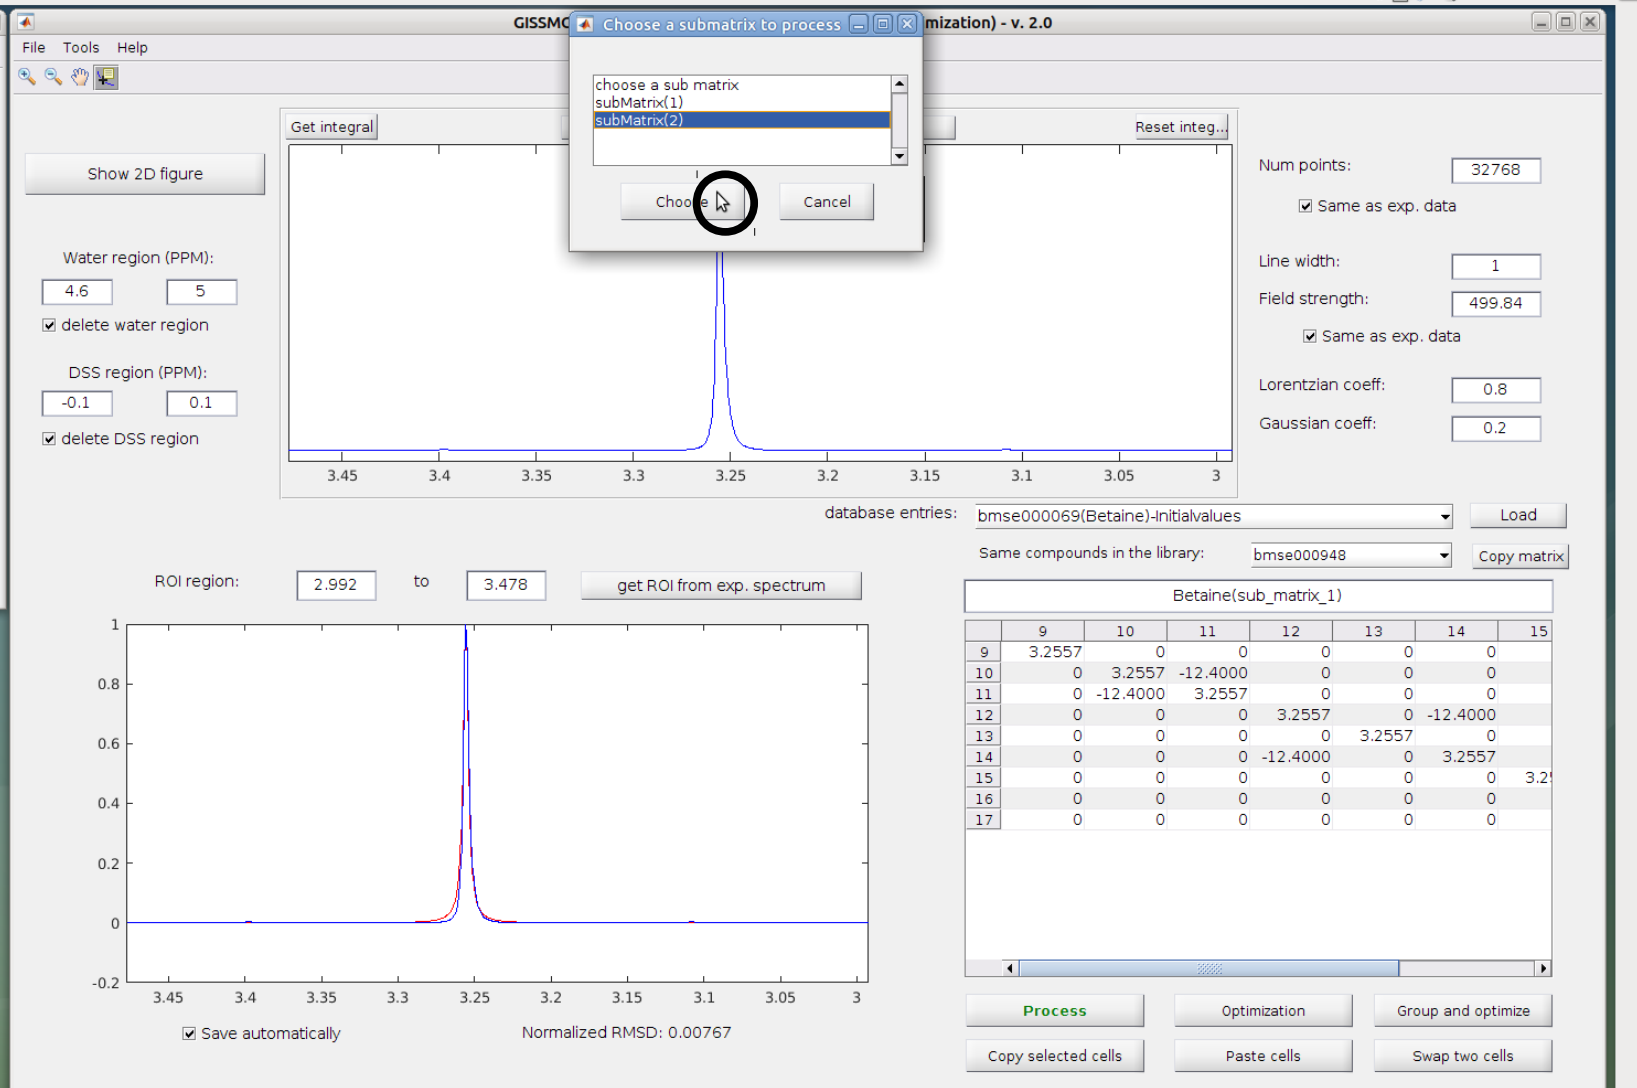 GISSMO
Choose a submatrix to process
mization) - v. 2.0
File Tools Help
choose a sub matrix
subMatrix(1)
subMatrix(2)
Choose
Cancel
Get integral
Reset integ...
Show 2D figure
Water region (PPM):
4.6 5
delete water region
DSS region (PPM):
-0.1 0.1
delete DSS region
3.45 3.4 3.35 3.3 3.25 3.2 3.15 3.1 3.05 3
Num points: 32768
Same as exp. data
Line width: 1
Field strength: 499.84
Same as exp. data
Lorentzian coeff: 0.8
Gaussian coeff: 0.2
database entries: bmse000069(Betaine)-Initialvalues Load
Same compounds in the library: bmse000948 Copy matrix
ROI region: 2.992 to 3.478 get ROI from exp. spectrum
Betaine(sub_matrix_1)
1
0.8
0.6
0.4
0.2
0
-0.2
3.45 3.4 3.35 3.3 3.25 3.2 3.15 3.1 3.05 3
Save automatically
Normalized RMSD: 0.00767
9 10 11 12 13 14 15
9 3.2557 0 0 0 0 0
10 0 3.2557 -12.4000 0 0 0
11 0 -12.4000 3.2557 0 0 0
12 0 0 0 3.2557 0 -12.4000
13 0 0 0 0 3.2557 0
14 0 0 0 -12.4000 0 3.2557
15 0 0 0 0 0 0
16 0 0 0 0 0 0
17 0 0 0 0 0 0
Process Optimization Group and optimize
Copy selected cells Paste cells Swap two cells